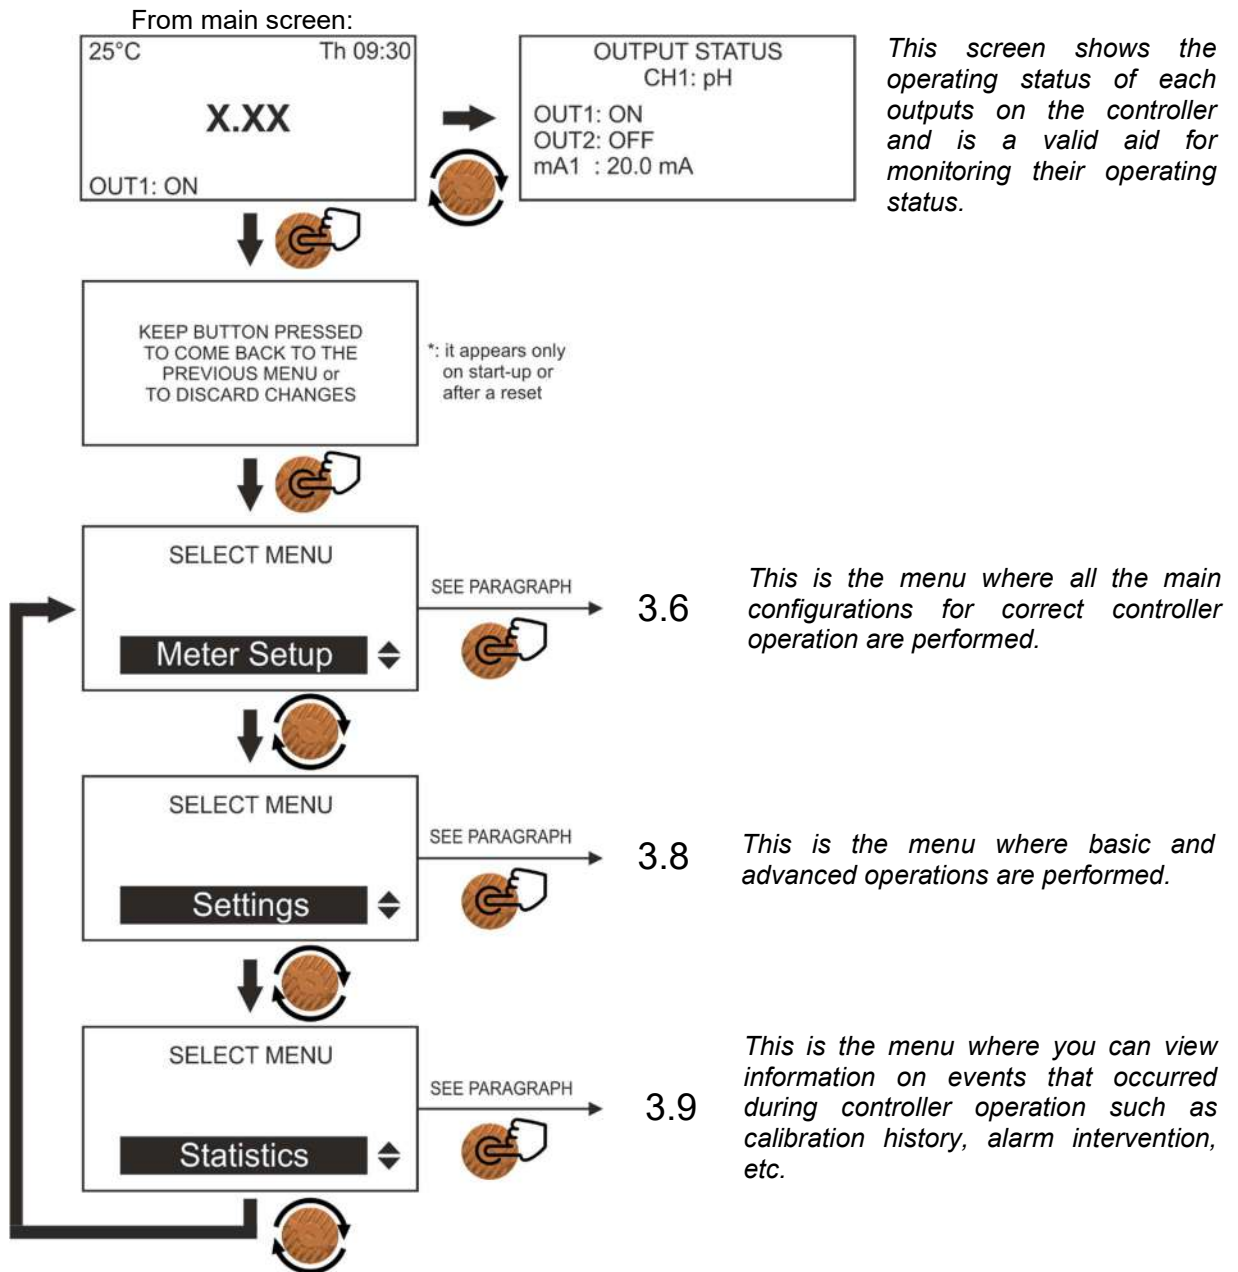 From main screen:
25°C Th 09:30
X.XX
OUT1: ON
OUTPUT STATUS
CH1: pH
OUT1: ON
OUT2: OFF
mA1 : 20.0 mA
This screen shows the
operating status of each
outputs on the controller
and is a valid aid for
monitoring their operating
status.
KEEP BUTTON PRESSED
TO COME BACK TO THE
PREVIOUS MENU or
TO DISCARD CHANGES
*: it appears only
on start-up or
after a reset
SELECT MENU
Meter Setup
SEE PARAGRAPH
3.6
This is the menu where all the main
configurations for correct controller
operation are performed.
SELECT MENU
Settings
SEE PARAGRAPH
3.8
This is the menu where basic and
advanced operations are performed.
SELECT MENU
Statistics
SEE PARAGRAPH
3.9
This is the menu where you can view
information on events that occurred
during controller operation such as
calibration history, alarm intervention,
etc.